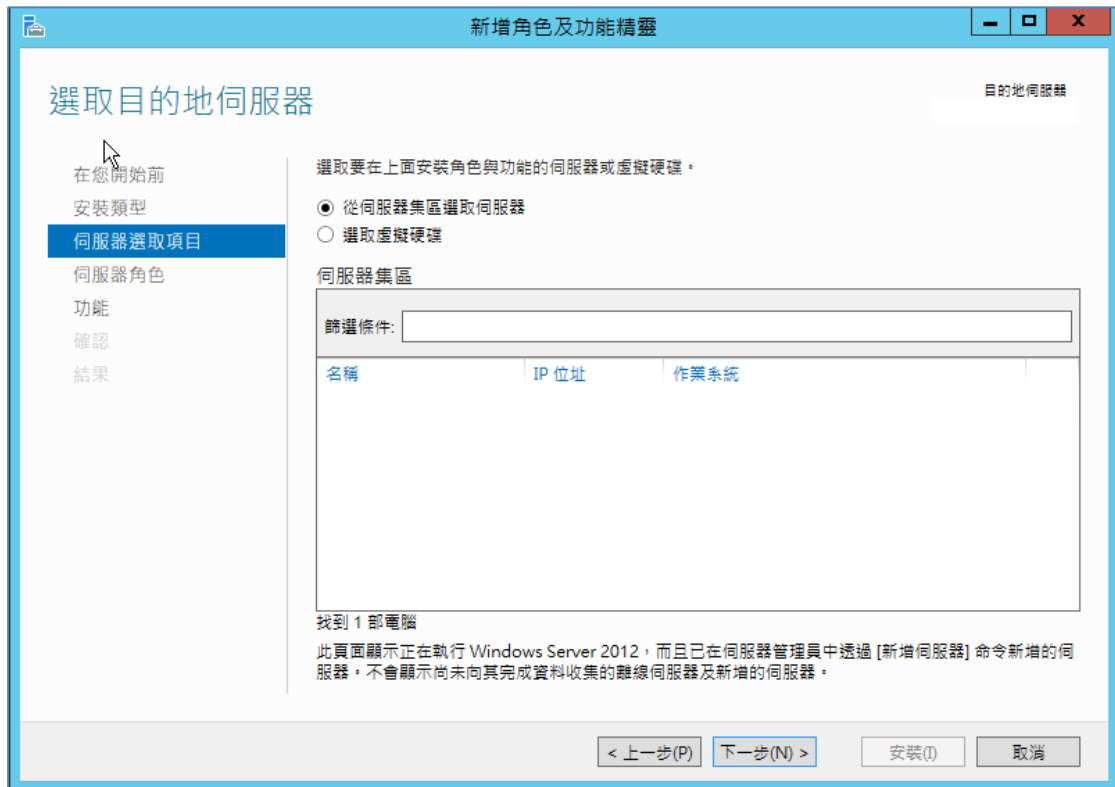 新增角色及功能精靈
選取目的地伺服器
目的地伺服器
在您開始前
安裝類型
伺服器選取項目
伺服器角色
功能
確認
結果
選取要在上面安裝角色與功能的伺服器或虛擬硬碟。
從伺服器集區選取伺服器
選取虛擬硬碟
伺服器集區
篩選條件:
名稱 IP 位址 作業系統
找到 1 部電腦
此頁面顯示正在執行 Windows Server 2012,而且已在伺服器管理員中透過 [新增伺服器] 命令新增的伺
服器。不會顯示尚未向其完成資料收集的離線伺服器及新增的伺服器。
< 上一步(P) 下一步(N) > 安裝(I) 取消